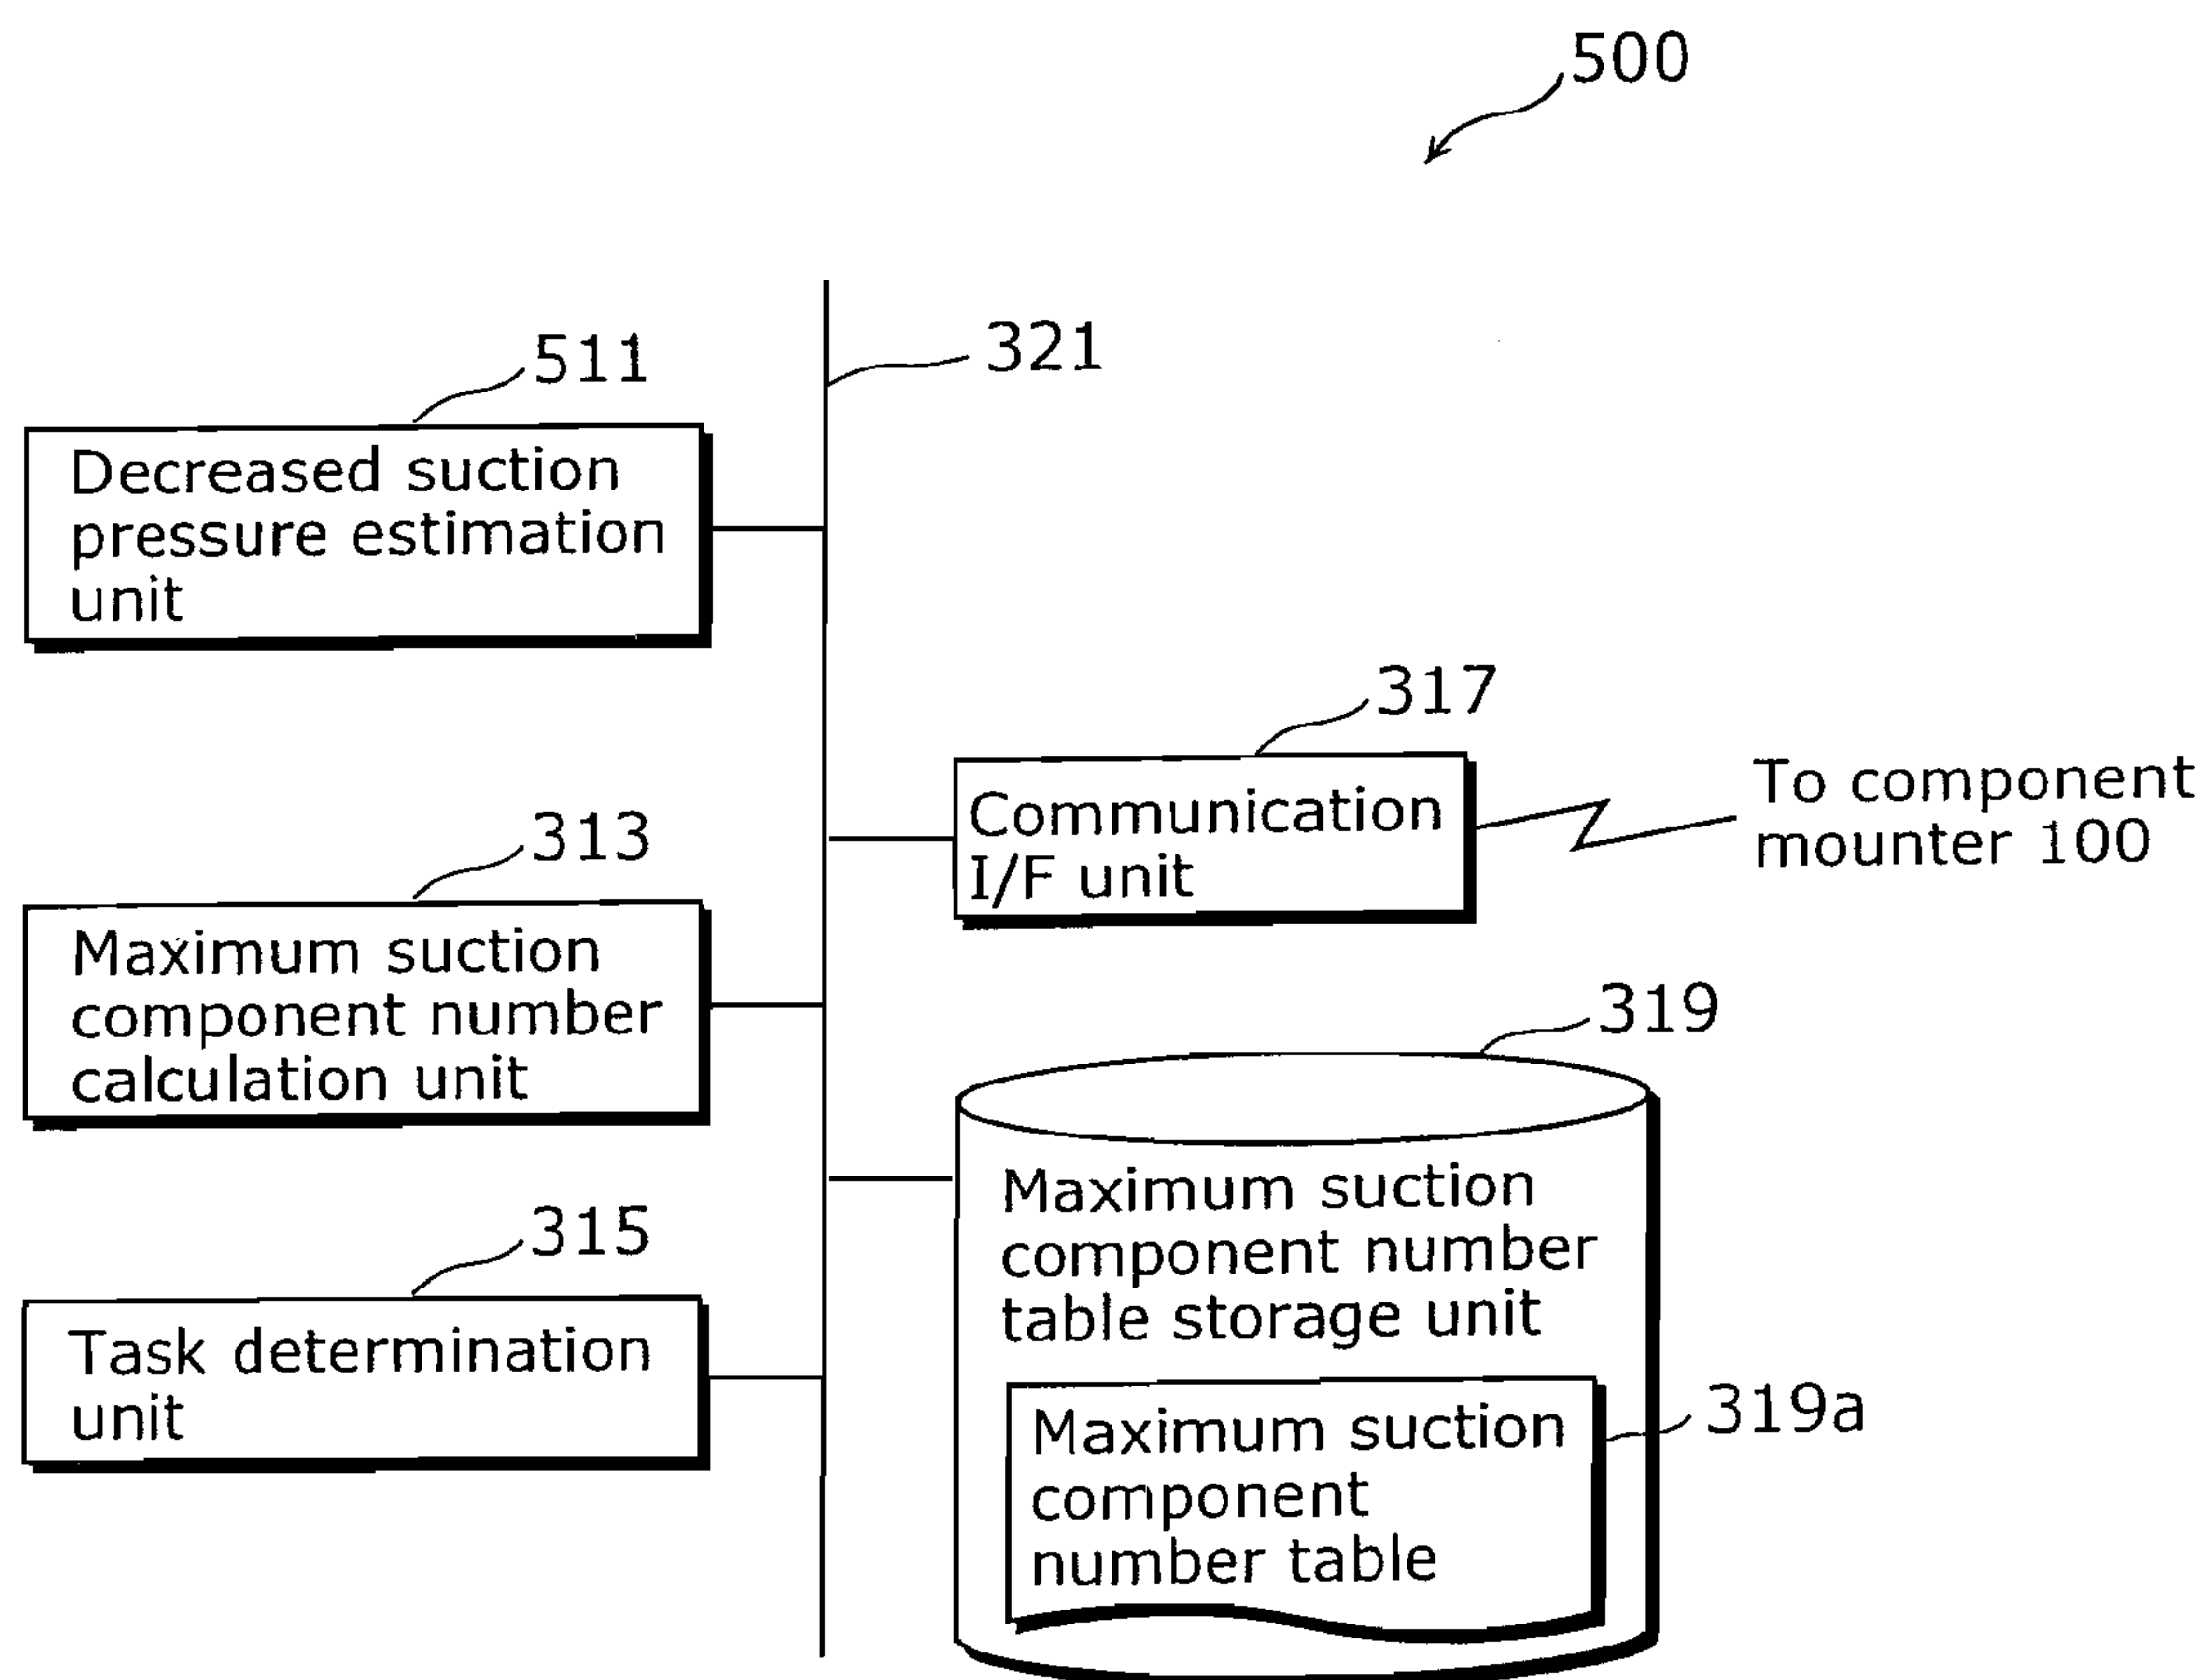 500
321
511
Decreased suction
pressure estimation
unit
317
Communication
I/F unit
To component
mounter 100
313
Maximum suction
component number
calculation unit
319
Maximum suction
component number
table storage unit
319a
Maximum suction
component
number table
315
Task determination
unit